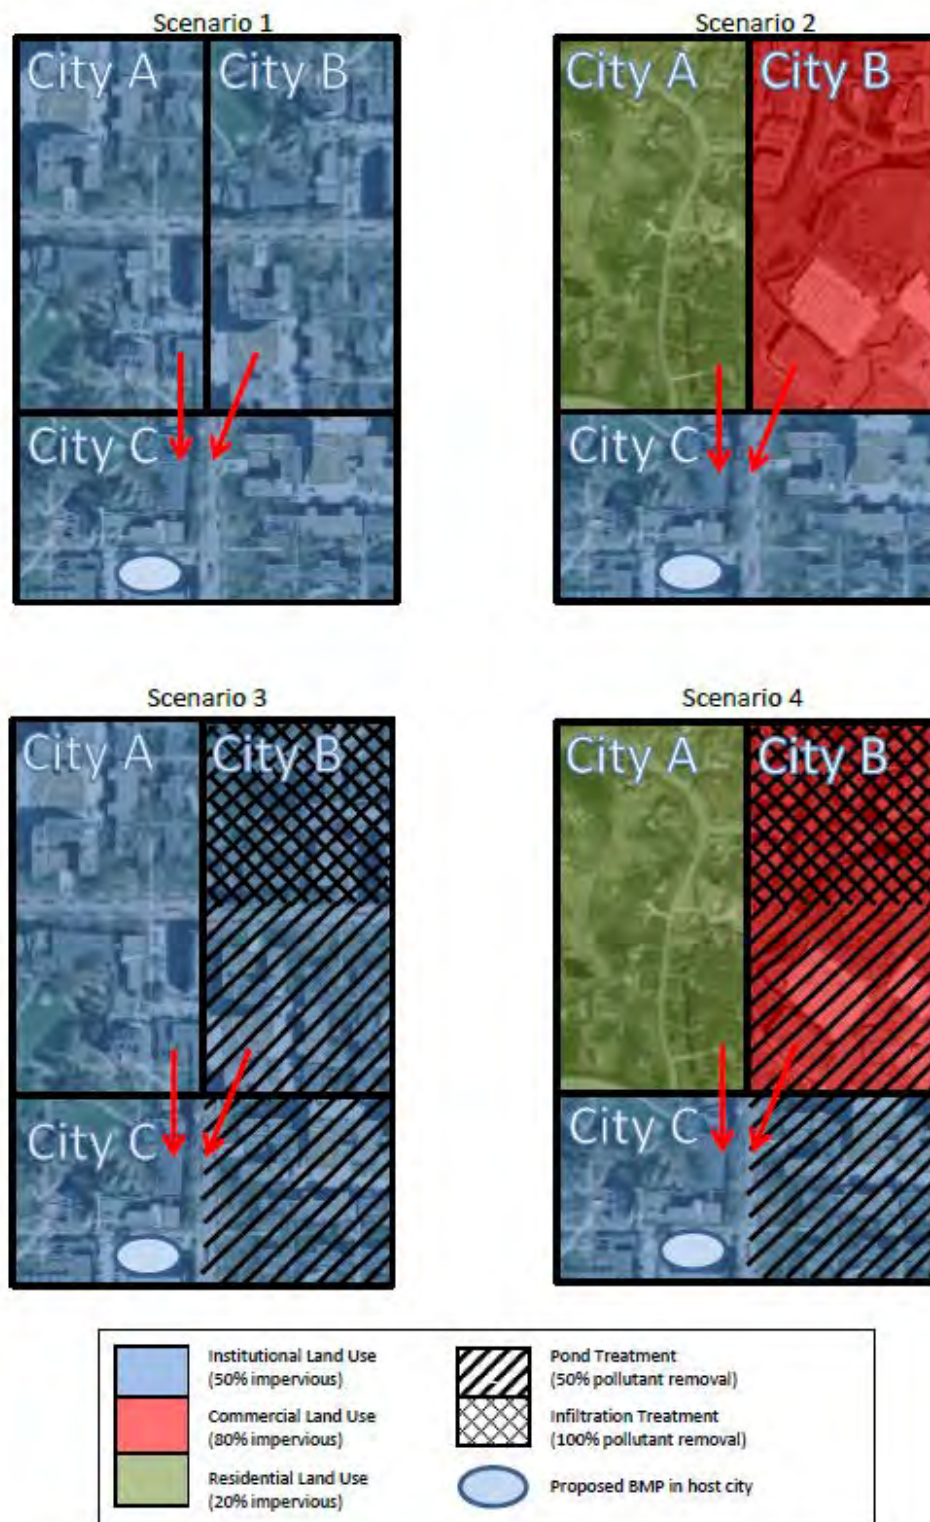 Scenario 1
Scenario 2
City A
City B
City A
City B
City C
City C
Scenario 3
Scenario 4
City A
City B
City A
City B
City C
City C
Institutional Land Use
(50% impervious)
Commercial Land Use
(80% impervious)
Residential Land Use
(20% impervious)
Pond Treatment
(50% pollutant removal)
Infiltration Treatment
(100% pollutant removal)
Proposed BMP in host city